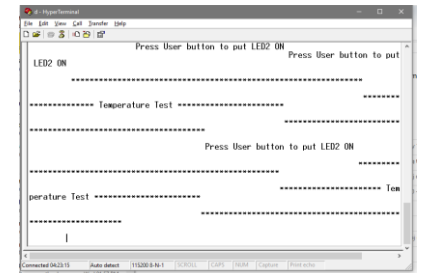 d - HyperTerminal
File Edit View Call Transfer Help
Press User button to put LED2 ON
Press User button to put
LED2 ON
************** Temperature Test ***********************
Press User button to put LED2 ON
************************** Tem
perature Test ***********************
Connected 04:23:15 Auto detect 115200 8-N-1 SCROLL CAPS NUM Capture Print echo